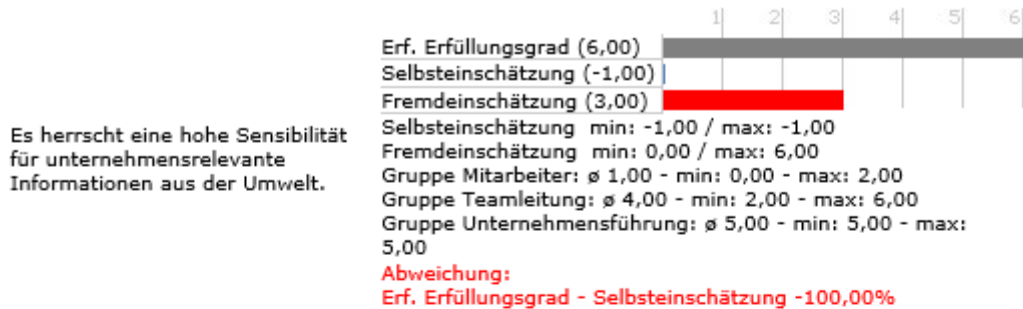 1 2 3 4 5 6
Erf. Erfüllungsgrad (6,00)
Selbsteinschätzung (-1,00)
Fremdeinschätzung (3,00)
Es herrscht eine hohe Sensibilität
für unternehmensrelevante
Informationen aus der Umwelt.
Selbsteinschätzung min: -1,00 / max: -1,00
Fremdeinschätzung min: 0,00 / max: 6,00
Gruppe Mitarbeiter: ø 1,00 - min: 0,00 - max: 2,00
Gruppe Teamleitung: ø 4,00 - min: 2,00 - max: 6,00
Gruppe Unternehmensführung: ø 5,00 - min: 5,00 - max:
5,00
Abweichung:
Erf. Erfüllungsgrad - Selbsteinschätzung -100,00%